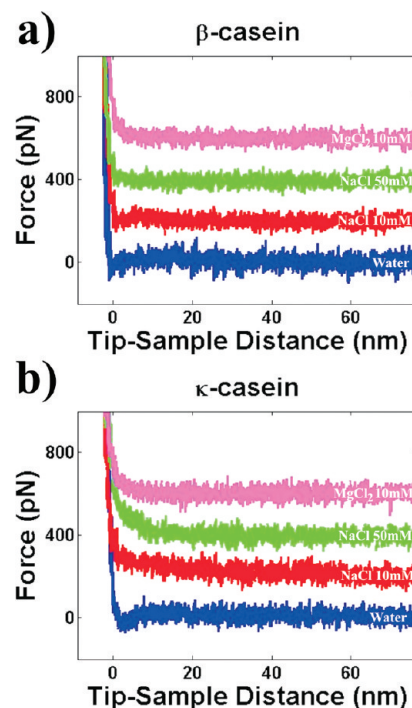 a)
β-casein
Force (pN)
800
400
0
MgCl₂ 10mM
NaCl 50mM
NaCl 10mM
Water
0 20 40 60
Tip-Sample Distance (nm)
b)
κ-casein
Force (pN)
800
400
0
MgCl₂ 10mM
NaCl 50mM
NaCl 10mM
Water
0 20 40 60
Tip-Sample Distance (nm)